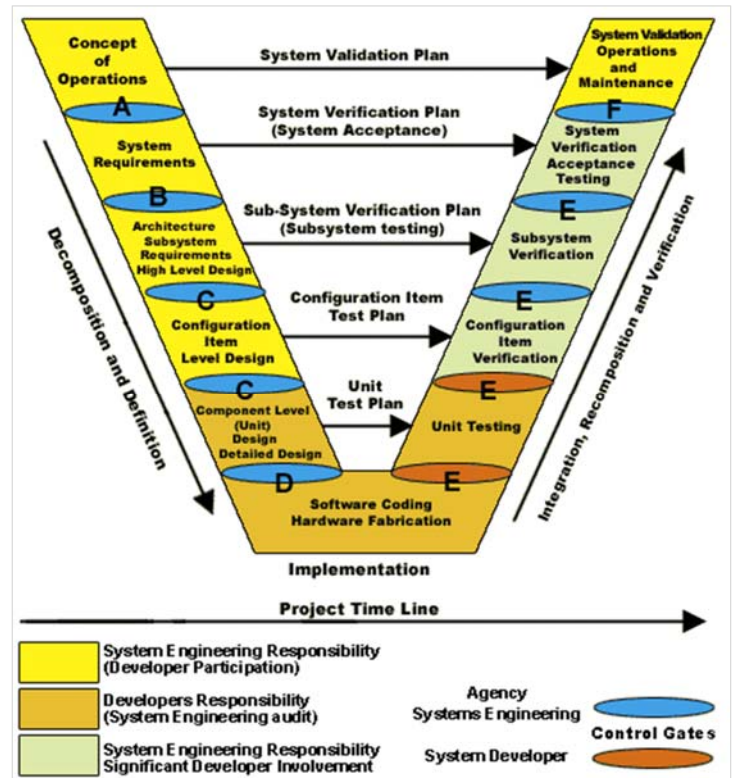 Concept
of
Operations
System Validation Plan
System Validation
Operations
and
Maintenance
A
F
System Verification Plan
(System Acceptance)
System
Requirements
System
Verification
Acceptance
Testing
B
E
Sub-System Verification Plan
(Subsystem testing)
Architecture
Subsystem
Requirements
High Level Design
Subsystem
Verification
C
E
Configuration Item
Test Plan
Configuration
Item
Level Design
Configuration
Item
Verification
C
E
Unit
Test Plan
Component Level
(Unit)
Design
Detailed Design
Unit Testing
D
E
Software Coding
Hardware Fabrication
Decomposition and Definition
Integration, Recomposition and Verification
Implementation
Project Time Line
System Engineering Responsibility
(Developer Participation)
Developers Responsibility
(System Engineering audit)
System Engineering Responsibility
Significant Developer Involvement
Agency
Systems Engineering
Control Gates
System Developer